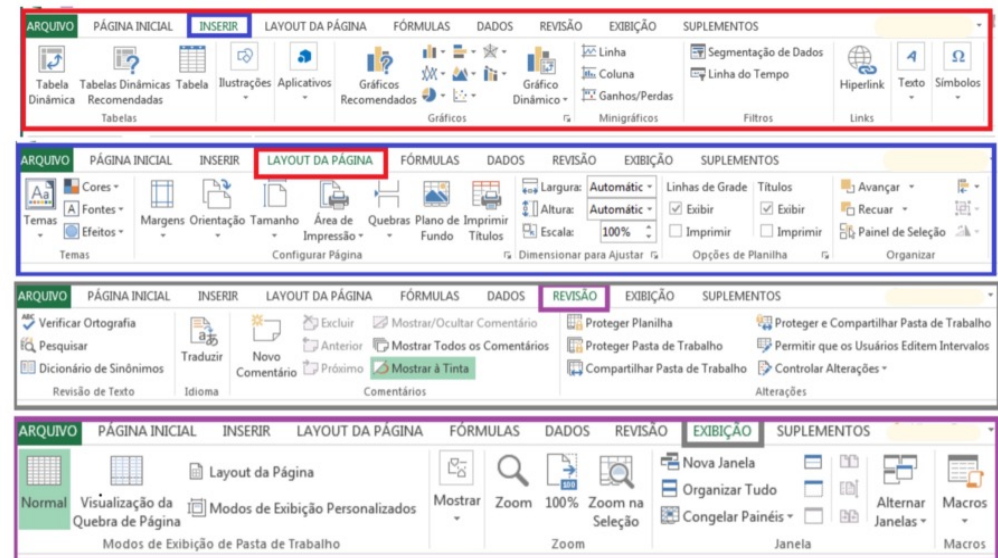 ARQUIVO PÁGINA INICIAL INSERIR LAYOUT DA PÁGINA FÓRMULAS DADOS REVISÃO EXIBIÇÃO SUPLEMENTOS
Tabela Dinâmica
Tabelas Dinâmicas Recomendadas
Tabela
Ilustrações
Aplicativos
Gráficos Recomendados
Gráfico Dinâmico
Linha
Coluna
Ganhos/Perdas
Segmentação de Dados
Linha do Tempo
Hiperlink
Texto
Símbolos
Tabelas Gráficos Minigráficos Filtros Links
ARQUIVO PÁGINA INICIAL INSERIR LAYOUT DA PÁGINA FÓRMULAS DADOS REVISÃO EXIBIÇÃO SUPLEMENTOS
Temas
Cores
Fontes
Efeitos
Margens
Orientação
Tamanho
Área de Impressão
Quebras
Plano de Fundo
Imprimir Títulos
Largura: Automátic
Altura: Automátic
Escala: 100%
Linhas de Grade
Exibir
Imprimir
Títulos
Exibir
Imprimir
Avançar
Recuar
Painel de Seleção
Temas Configurar Página Dimensionar para Ajustar Opções de Planilha Organizar
ARQUIVO PÁGINA INICIAL INSERIR LAYOUT DA PÁGINA FÓRMULAS DADOS REVISÃO EXIBIÇÃO SUPLEMENTOS
ABC Verificar Ortografia
Pesquisar
Dicionário de Sinônimos
Traduzir
Novo Comentário
Excluir
Anterior
Próximo
Mostrar/Ocultar Comentário
Mostrar Todos os Comentários
Mostrar à Tinta
Proteger Planilha
Proteger Pasta de Trabalho
Compartilhar Pasta de Trabalho
Proteger e Compartilhar Pasta de Trabalho
Permitir que os Usuários Editem Intervalos
Controlar Alterações
Revisão de Texto Idioma Comentários Alterações
ARQUIVO PÁGINA INICIAL INSERIR LAYOUT DA PÁGINA FÓRMULAS DADOS REVISÃO EXIBIÇÃO SUPLEMENTOS
Normal
Visualização da Quebra de Página
Layout da Página
Modos de Exibição Personalizados
Mostrar
Zoom
100%
Zoom na Seleção
Nova Janela
Organizar Tudo
Congelar Painéis
Alternar Janelas
Macros
Modos de Exibição de Pasta de Trabalho Zoom Janela Macros